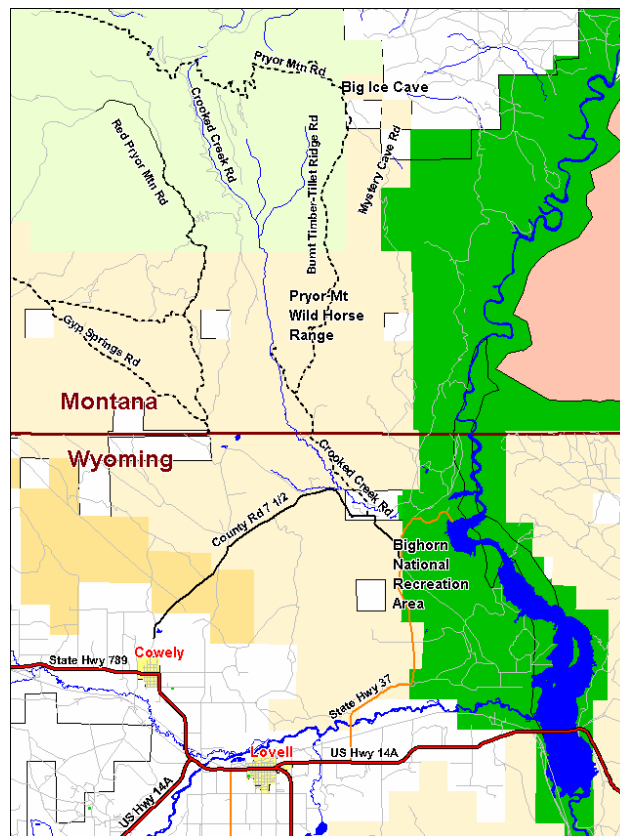 Pryor Mtn Rd
Big Ice Cave
Crooked Creek Rd
Red Pryor Mtn Rd
Burnt Timber-Tillet Ridge Rd
Mystery Cave Rd
Pryor Mt
Wild Horse
Range
Gyp Springs Rd
Montana
Wyoming
Crooked Creek Rd
County Rd 7 1/2
Bighorn
National
Recreation
Area
Cowely
State Hwy 789
State Hwy 37
Lovell
US Hwy 14A
US Hwy 14A